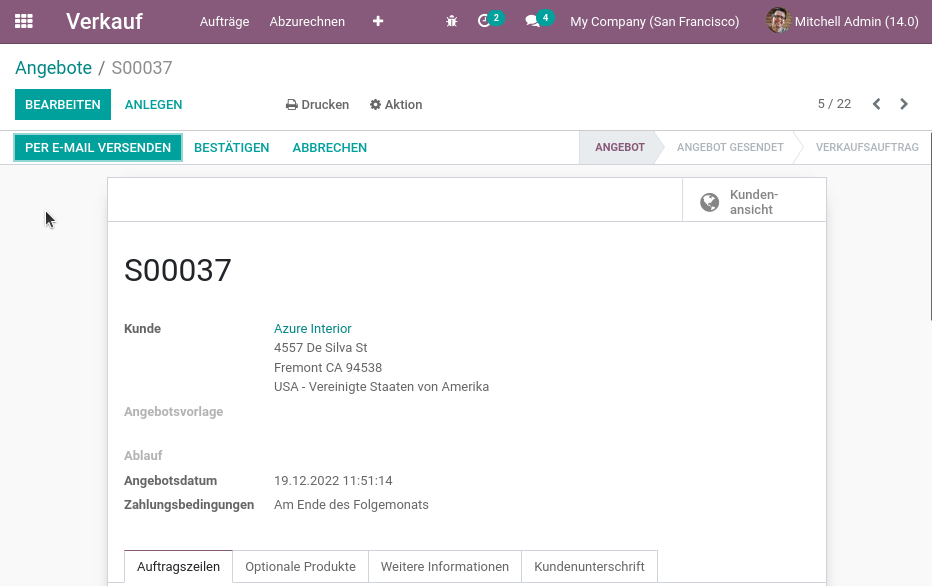 Verkauf Aufträge Abzurechnen 2 4 My Company (San Francisco) Mitchell Admin (14.0)
Angebote / S00037
BEARBEITEN ANLEGEN Drucken Aktion 5 / 22
PER E-MAIL VERSENDEN BESTÄTIGEN ABBRECHEN ANGEBOT ANGEBOT GESENDET VERKAUFSAUFTRAG
Kunden-
ansicht
S00037
Kunde Azure Interior
4557 De Silva St
Fremont CA 94538
USA - Vereinigte Staaten von Amerika
Angebotsvorlage
Ablauf
Angebotsdatum 19.12.2022 11:51:14
Zahlungsbedingungen Am Ende des Folgemonats
Auftragszeilen Optionale Produkte Weitere Informationen Kundenunterschrift